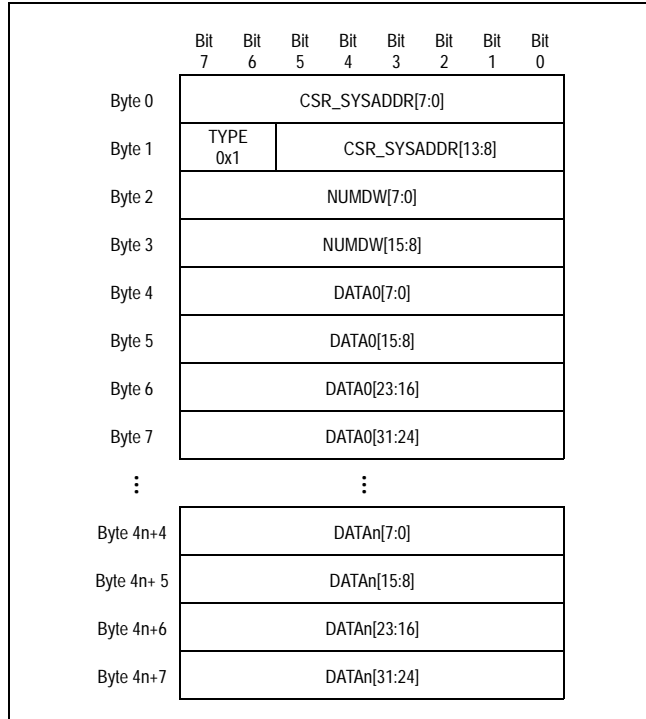 Bit Bit Bit Bit Bit Bit Bit Bit
7 6 5 4 3 2 1 0
Byte 0 CSR_SYSADDR[7:0]
Byte 1 TYPE 0x1 CSR_SYSADDR[13:8]
Byte 2 NUMDW[7:0]
Byte 3 NUMDW[15:8]
Byte 4 DATA0[7:0]
Byte 5 DATA0[15:8]
Byte 6 DATA0[23:16]
Byte 7 DATA0[31:24]
⋮ ⋮
Byte 4n+4 DATAn[7:0]
Byte 4n+ 5 DATAn[15:8]
Byte 4n+6 DATAn[23:16]
Byte 4n+7 DATAn[31:24]